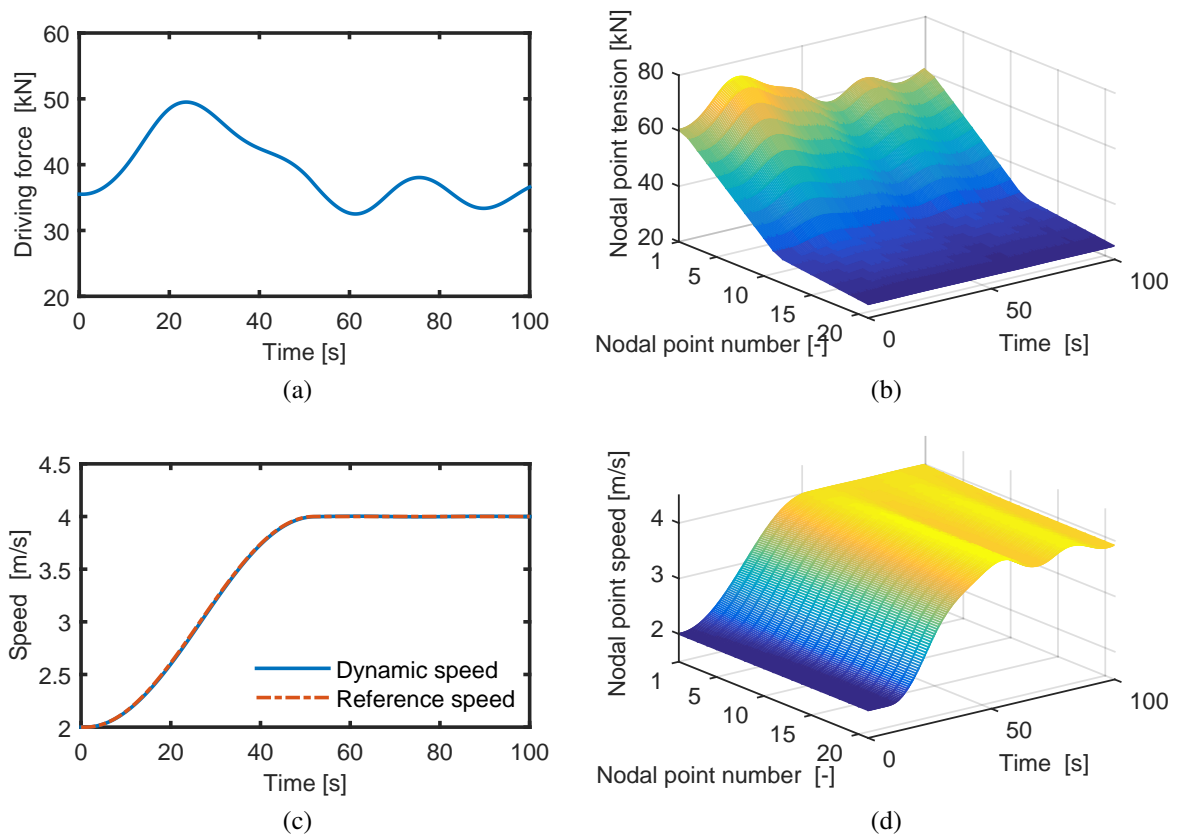 60
50
40
30
20
0 20 40 60 80 100
Driving force [kN]
Time [s]
(a)
80
60
40
20
1
5
10
15
20
0
50
100
Nodal point tension [kN]
Nodal point number [-]
Time [s]
(b)
4.5
4
3.5
3
2.5
2
0 20 40 60 80 100
Speed [m/s]
Dynamic speed
Reference speed
Time [s]
(c)
4
3
2
1
5
10
15
20
0
50
100
Nodal point speed [m/s]
Nodal point number [-]
Time [s]
(d)